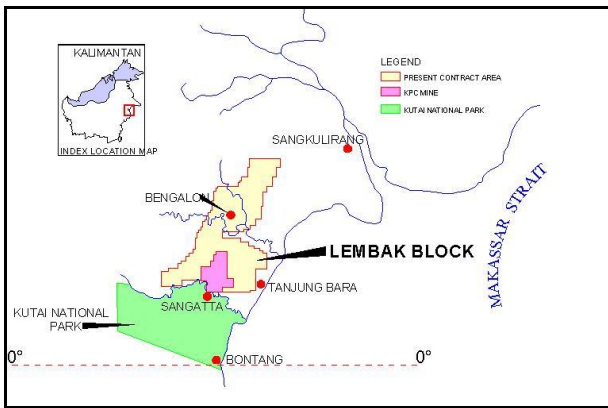 KALIMANTAN
INDEX LOCATION MAP
LEGEND
PRESENT CONTRACT AREA
KPC MINE
KUTAI NATIONAL PARK
SANGKULIRANG
BENGALON
MAKASSAR STRAIT
LEMBAK BLOCK
TANJUNG BARA
SANGATTA
KUTAI NATIONAL
PARK
BONTANG
0°
0°